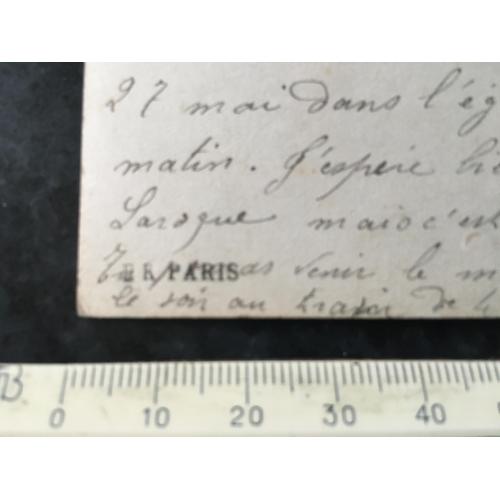 27 mai dans l'ég
matin. J'espère
Laroque mais c'est
PARIS venir le m
le soir au train de
B
0 10 20 30 40